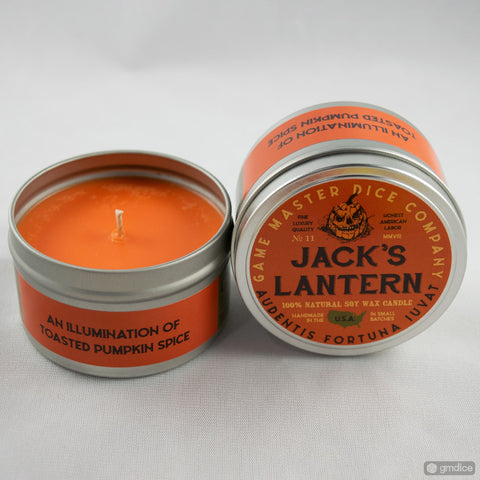 AN ILLUMINATION OF
TOASTED PUMPKIN SPICE
AN ILLUMINATION OF
TOASTED PUMPKIN SPICE
GAME MASTER DICE COMPANY
FINE
LUXURY
QUALITY
HONEST
AMERICAN
LABOR
№ 11
MMVII
JACK'S
LANTERN
100% NATURAL SOY WAX CANDLE
HANDMADE
IN THE
U.S.A.
IN SMALL
BATCHES
AUDENTIS FORTUNA IUVAT
gmdice